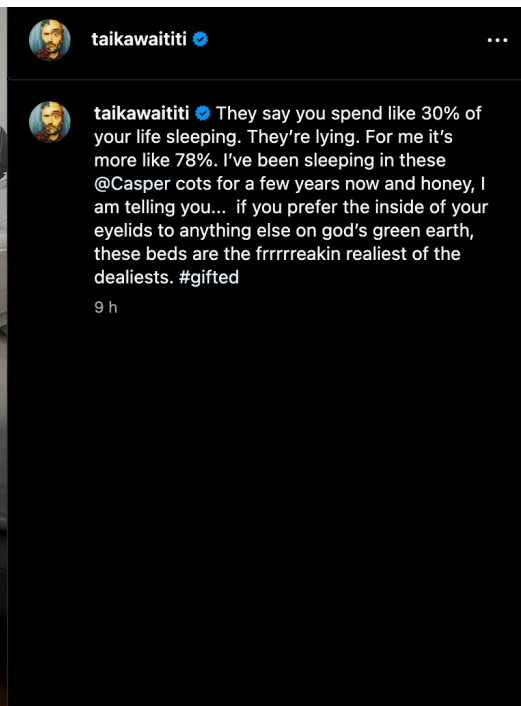 taikawaititi
taikawaititi They say you spend like 30% of
your life sleeping. They’re lying. For me it’s
more like 78%. I’ve been sleeping in these
@Casper cots for a few years now and honey, I
am telling you...  if you prefer the inside of your
eyelids to anything else on god’s green earth,
these beds are the frrrrreakin realiest of the
dealiests. #gifted
9 h